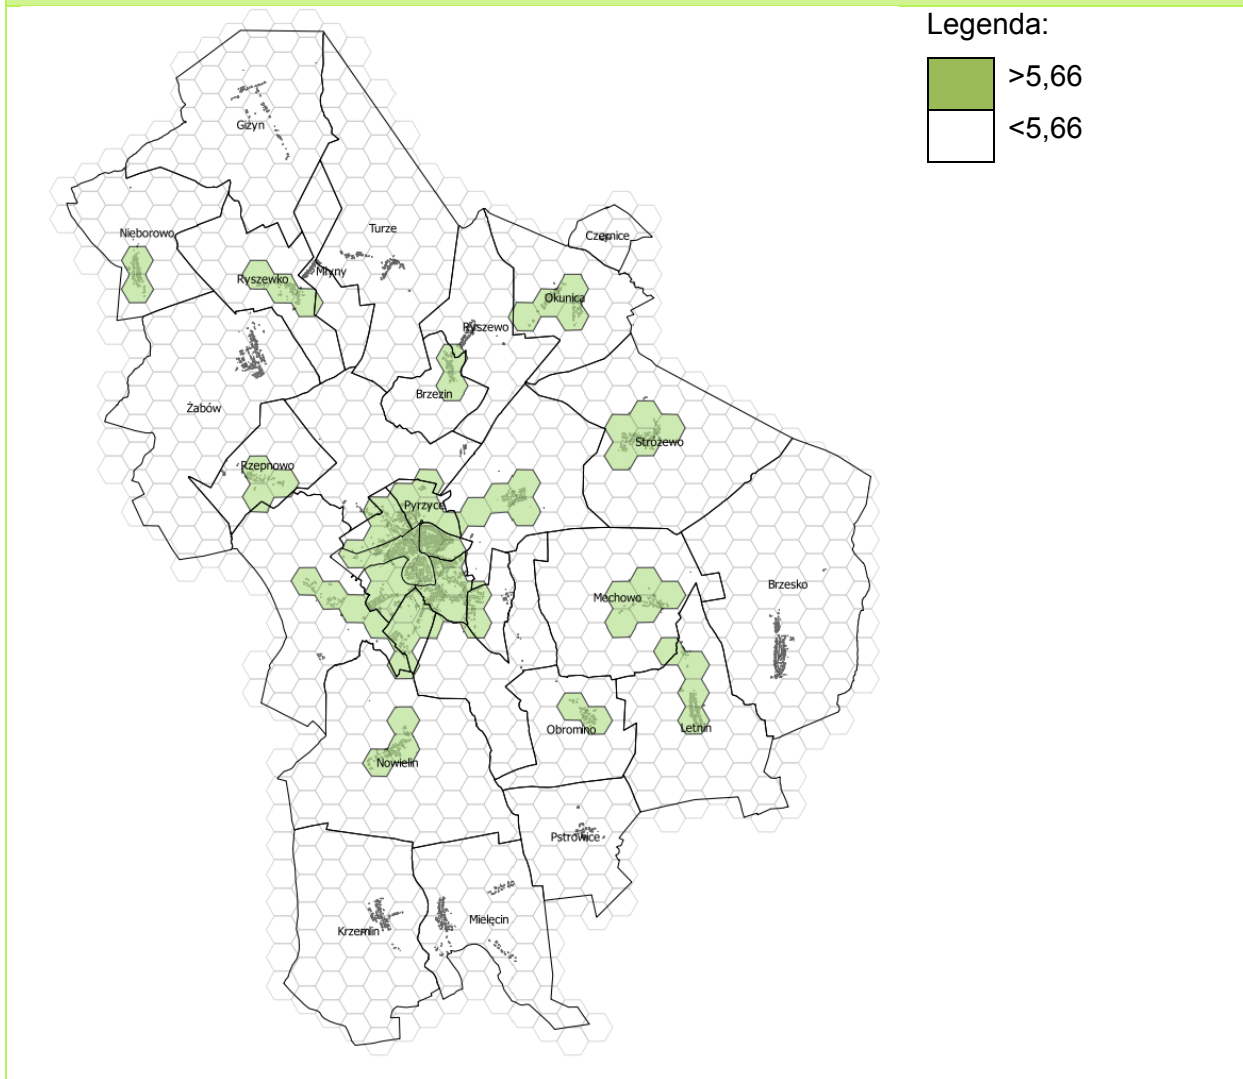 Legenda:
>5,66
<5,66
Giżyn
Nieborowo
Turze
Czernice
Ryszewko
Młyny
Okunica
Ryszewo
Brzezin
Żabów
Stróżewo
Rzepnowo
Pyrzyce
Brzesko
Mechowo
Obromino
Letnin
Nowielin
Pstrowice
Mielęcin
Krzemlin